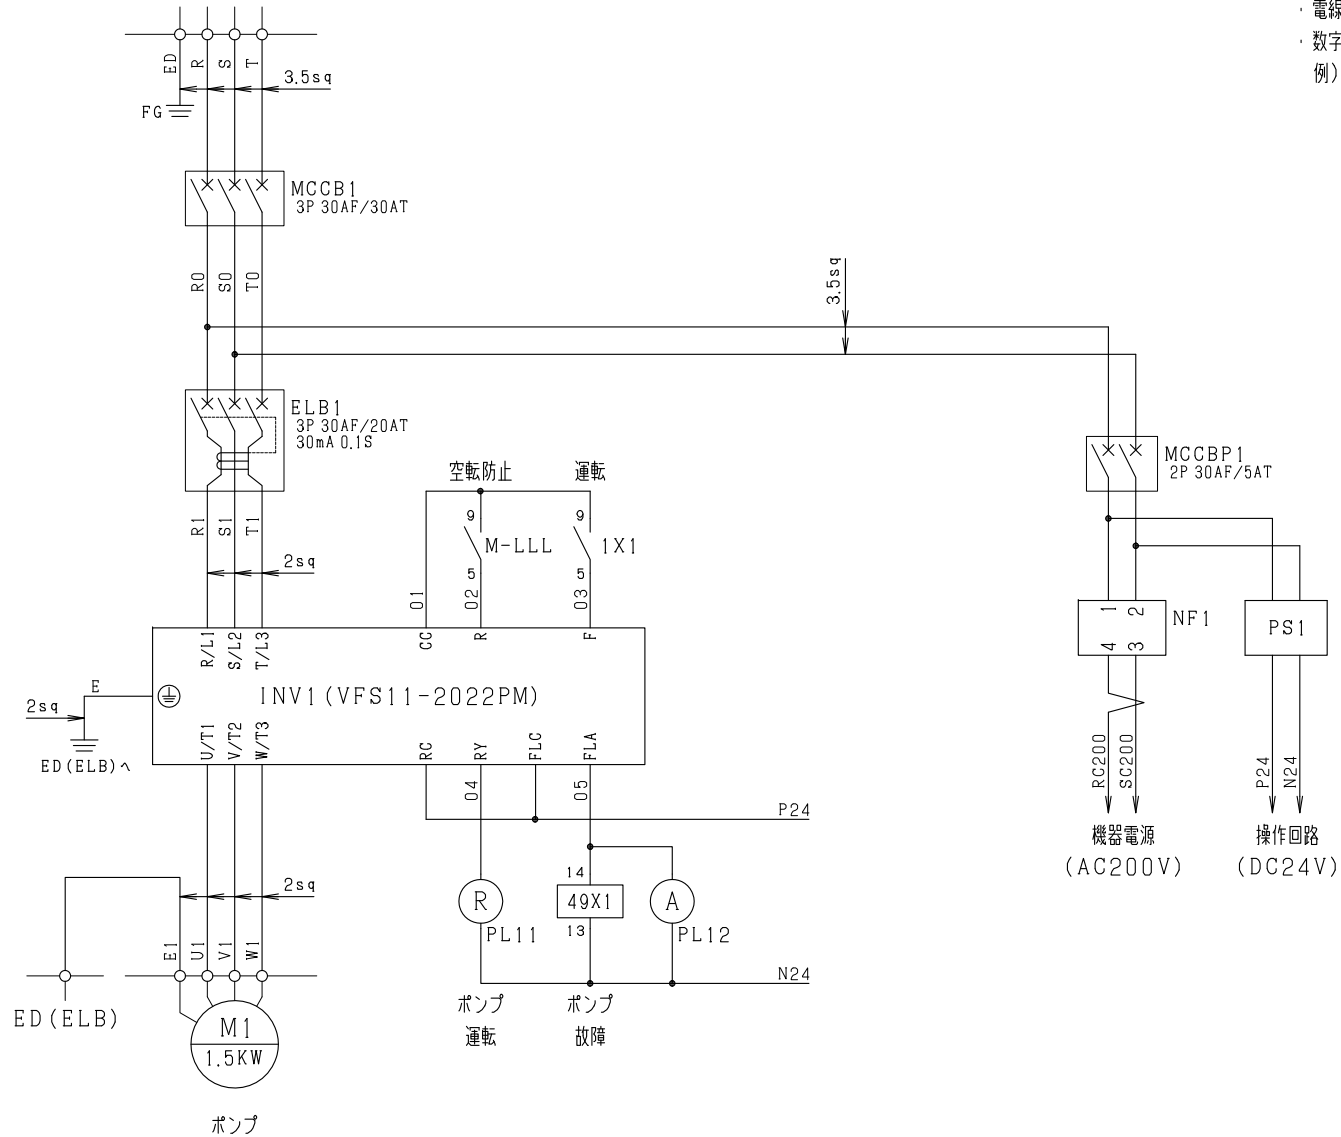 ・電線
・数字
例）
ED
R
S
T
3.5sq
FG
MCCB1
3P 30AF/30AT
R0
S0
T0
3.5sq
ELB1
3P 30AF/20AT
30mA 0.1S
MCCBP1
2P 30AF/5AT
空転防止
運転
9
9
M-LLL
1X1
5
5
R1
S1
T1
2sq
01
02
03
1
2
NF1
4
3
PS1
R/L1
S/L2
T/L3
CC
R
F
INV1(VFS11-2022PM)
E
2sq
ED(ELB)へ
U/T1
V/T2
W/T3
RC
RY
FLC
FLA
04
05
P24
RC200
SC200
P24
N24
機器電源
(AC200V)
操作回路
(DC24V)
2sq
14
R
49X1
A
PL11
13
PL12
E1
U1
V1
W1
N24
ED(ELB)
ポンプ
運転
ポンプ
故障
M1
1.5KW
ポンプ